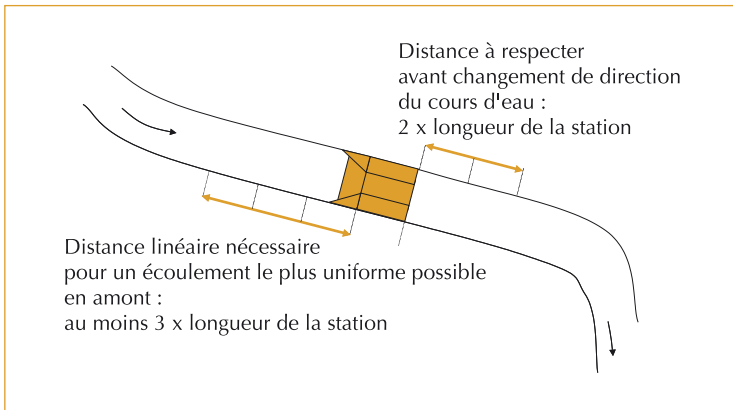 Distance à respecter
avant changement de direction
du cours d'eau :
2 x longueur de la station
Distance linéaire nécessaire
pour un écoulement le plus uniforme possible
en amont :
au moins 3 x longueur de la station